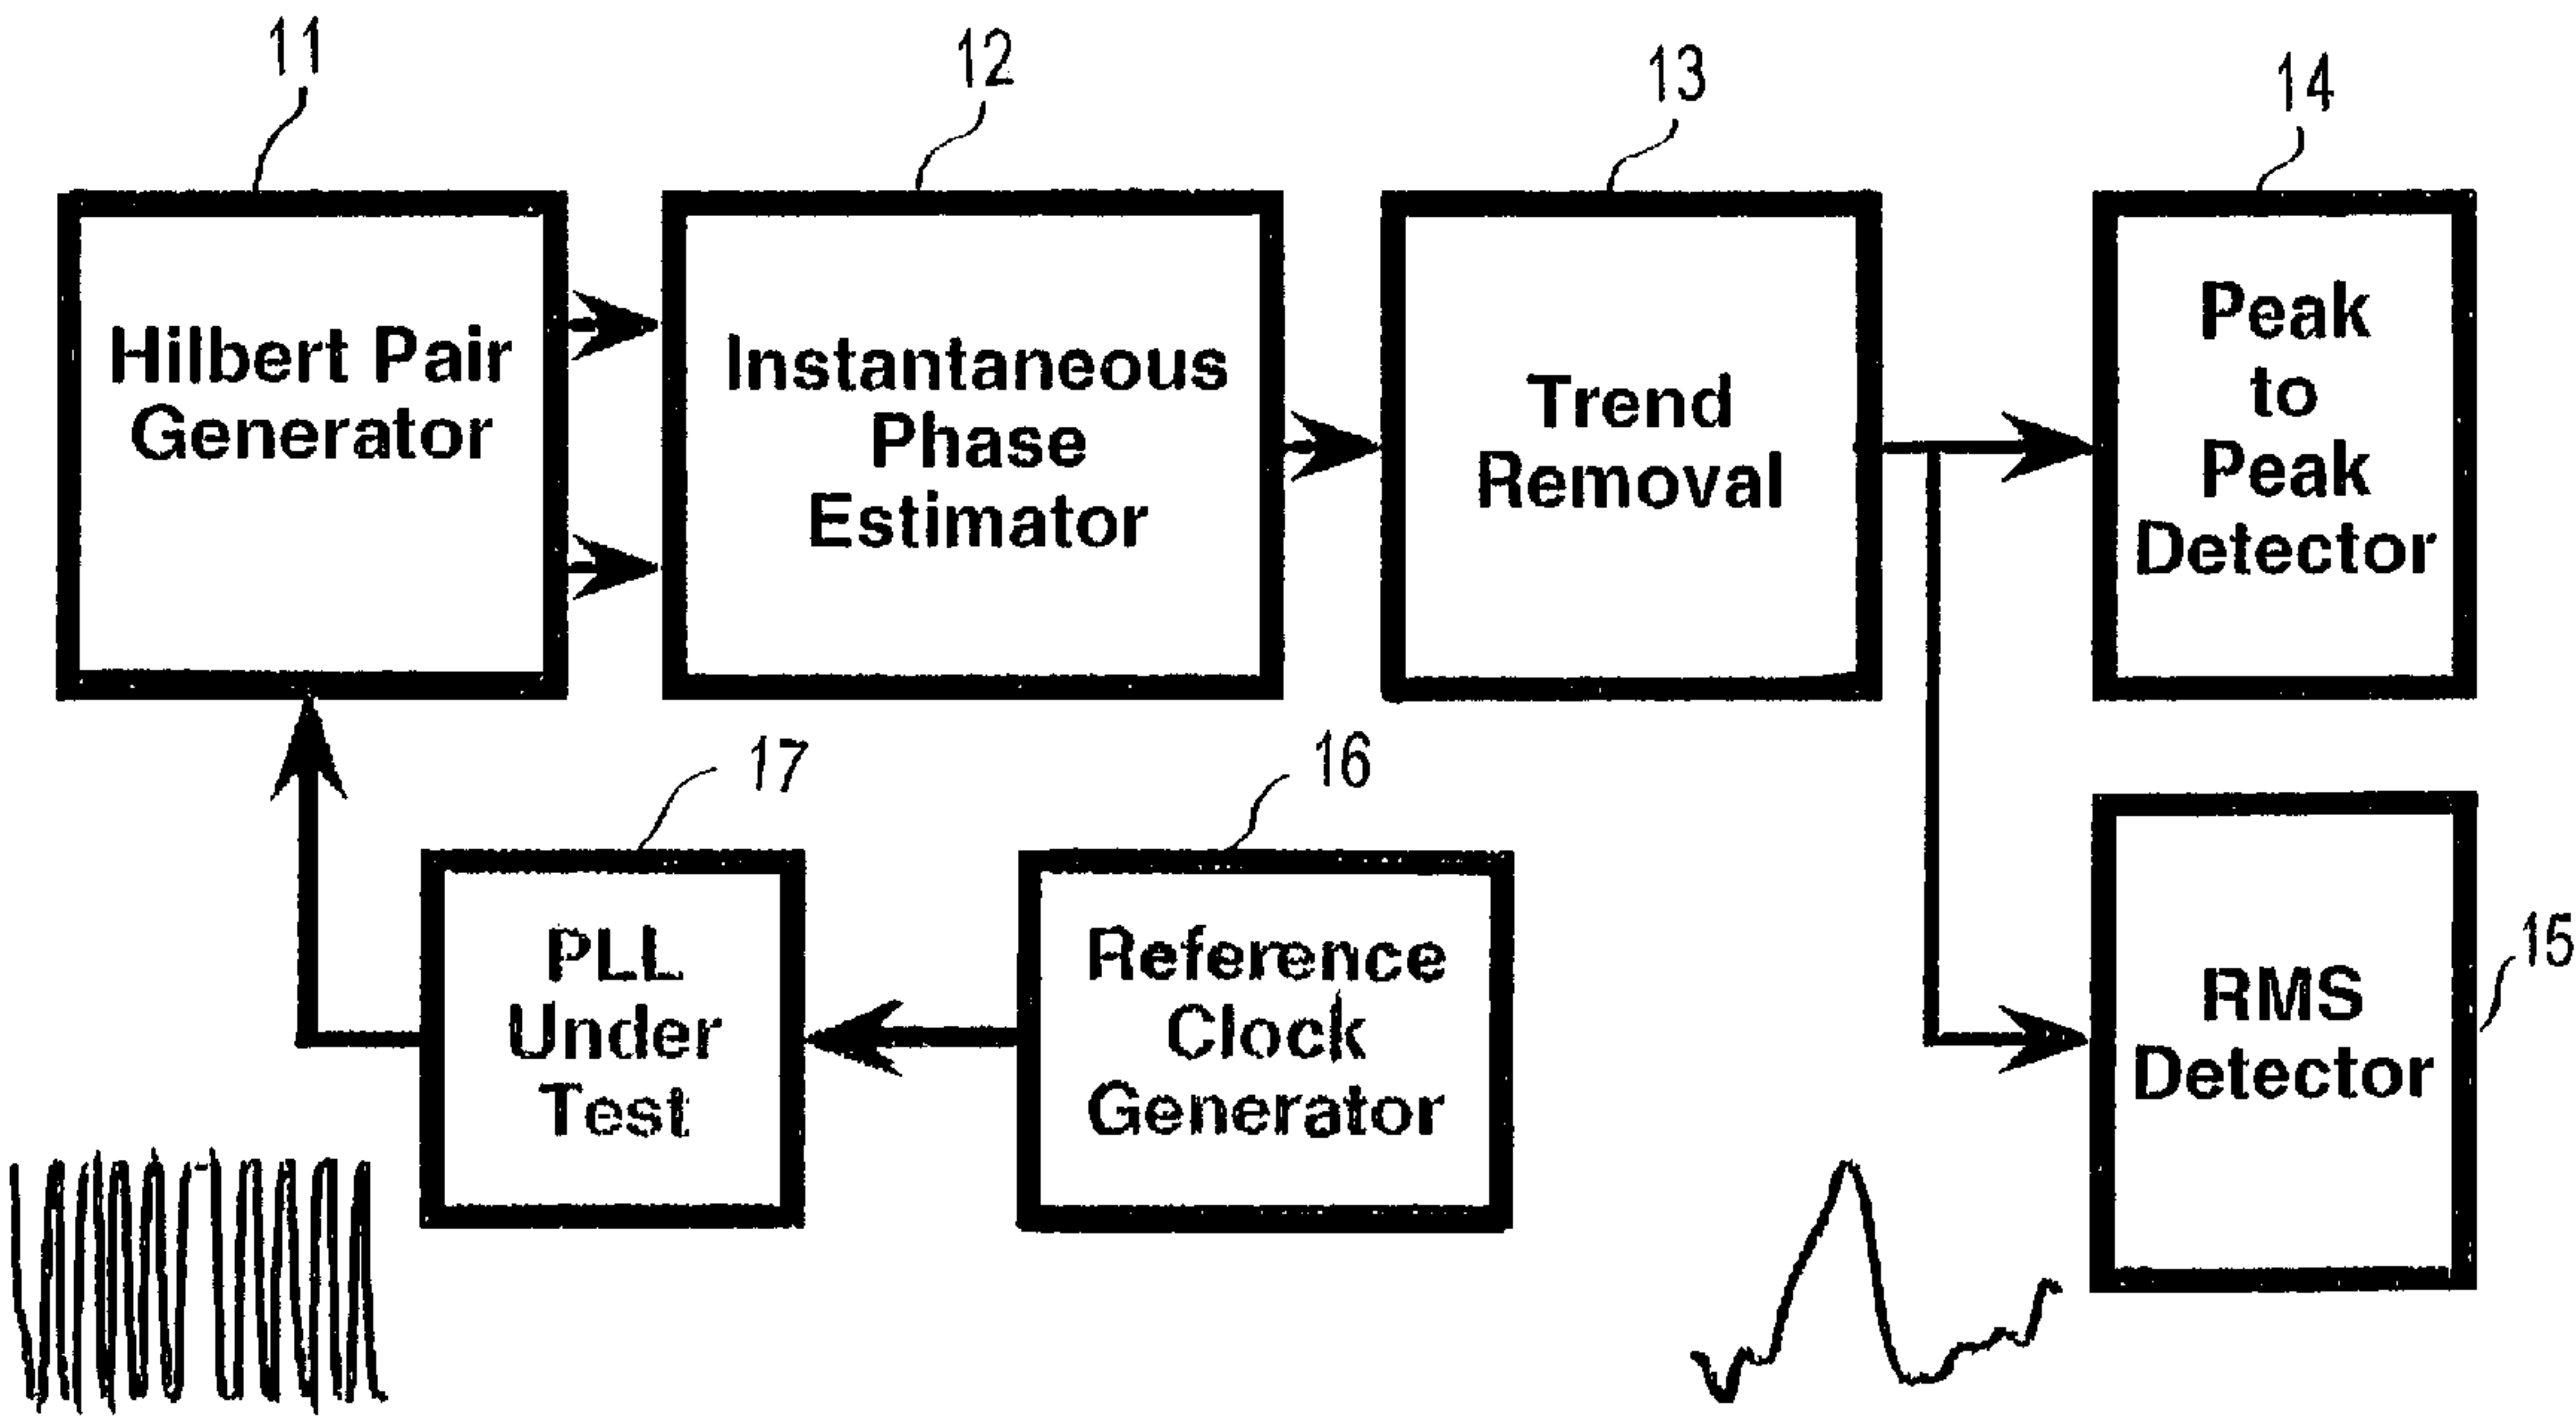 11
12
13
14
Hilbert Pair
Generator
Instantaneous
Phase
Estimator
Trend
Removal
Peak
to
Peak
Detector
17
16
15
PLL
Under
Test
Reference
Clock
Generator
RMS
Detector